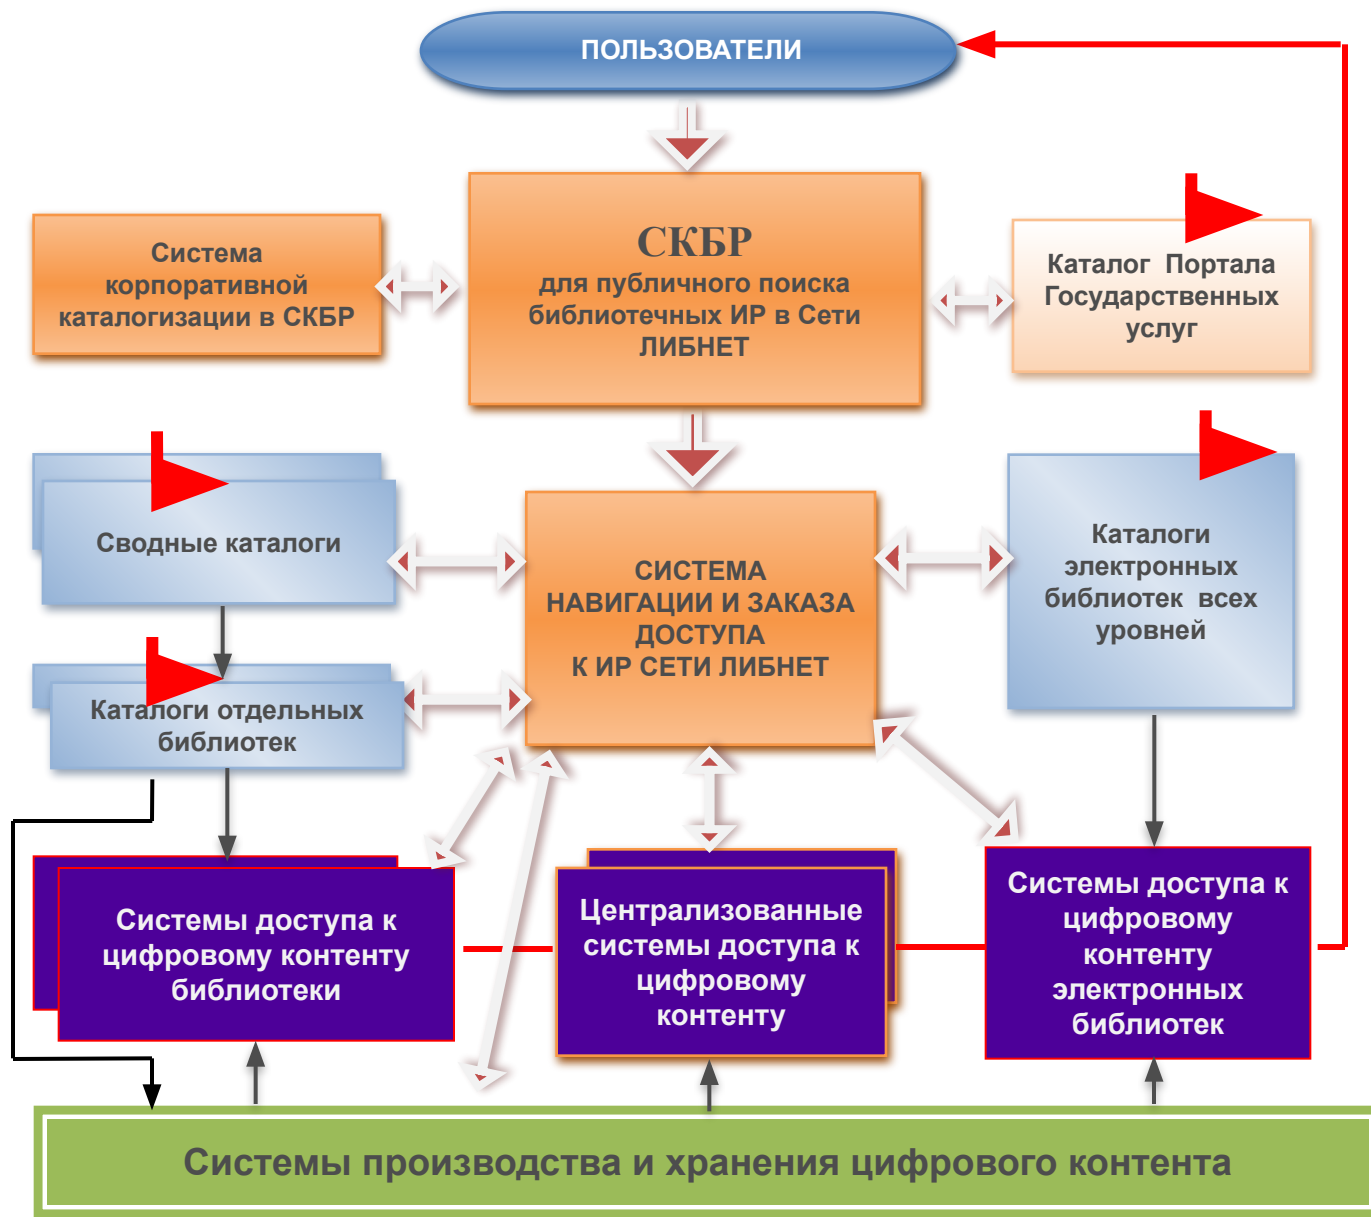 ПОЛЬЗОВАТЕЛИ
Система
корпоративной
каталогизации в СКБР
СКБР
для публичного поиска
библиотечных ИР в Сети
ЛИБНЕТ
Каталог Портала
Государственных
услуг
Сводные каталоги
СИСТЕМА
НАВИГАЦИИ И ЗАКАЗА
ДОСТУПА
К ИР СЕТИ ЛИБНЕТ
Каталоги
электронных
библиотек всех
уровней
Каталоги отдельных
библиотек
Системы доступа к
цифровому контенту
библиотеки
Централизованные
системы доступа к
цифровому
контенту
Системы доступа к
цифровому
контенту
электронных
библиотек
Системы производства и хранения цифрового контента